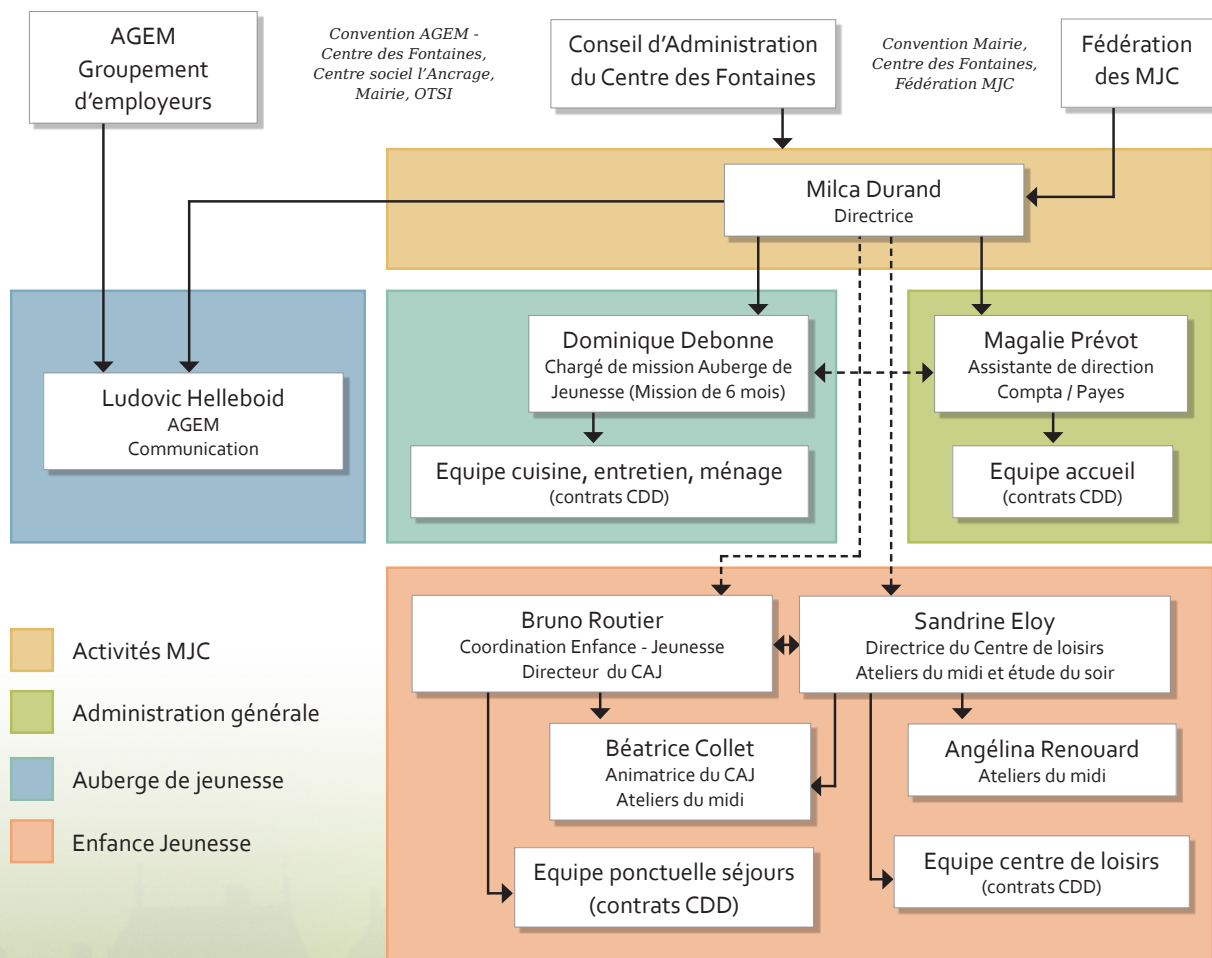 AGEM
Groupement
d'employeurs
Convention AGEM -
Centre des Fontaines,
Centre sociel l'Ancrage,
Mairie, OTSI
Conseil d'Administration
du Centre des Fontaines
Convention Mairie,
Centre des Fontaines,
Fédération MJC
Fédération
des MJC
Milca Durand
Directrice
Ludovic Helleboid
AGEM
Communication
Dominique Debonne
Chargé de mission Auberge de
Jeunesse (Mission de 6 mois)
Magalie Prévot
Assistante de direction
Compta / Payes
Equipe cuisine, entretien, ménage
(contrats CDD)
Equipe accueil
(contrats CDD)
Bruno Routier
Coordination Enfance - Jeunesse
Directeur du CAJ
Sandrine Eloy
Directrice du Centre de loisirs
Ateliers du midi et étude du soir
Béatrice Collet
Animatrice du CAJ
Ateliers du midi
Angélina Renouard
Ateliers du midi
Equipe ponctuelle séjours
(contrats CDD)
Equipe centre de loisirs
(contrats CDD)
Activités MJC
Administration générale
Auberge de jeunesse
Enfance Jeunesse